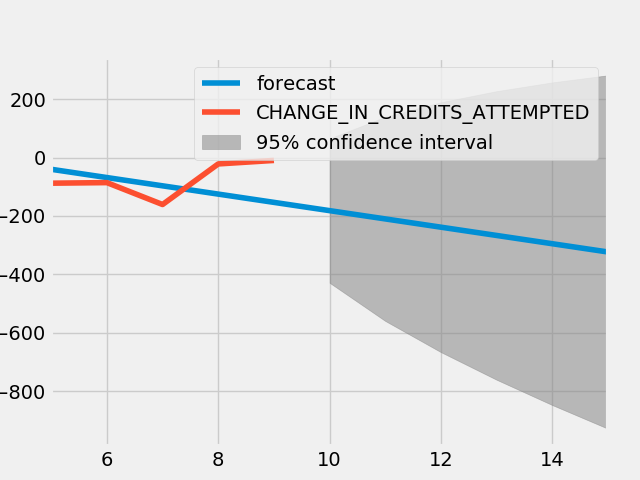 forecast
CHANGE_IN_CREDITS_ATTEMPTED
95% confidence interval
200
0
−200
−400
−600
−800
6 8 10 12 14